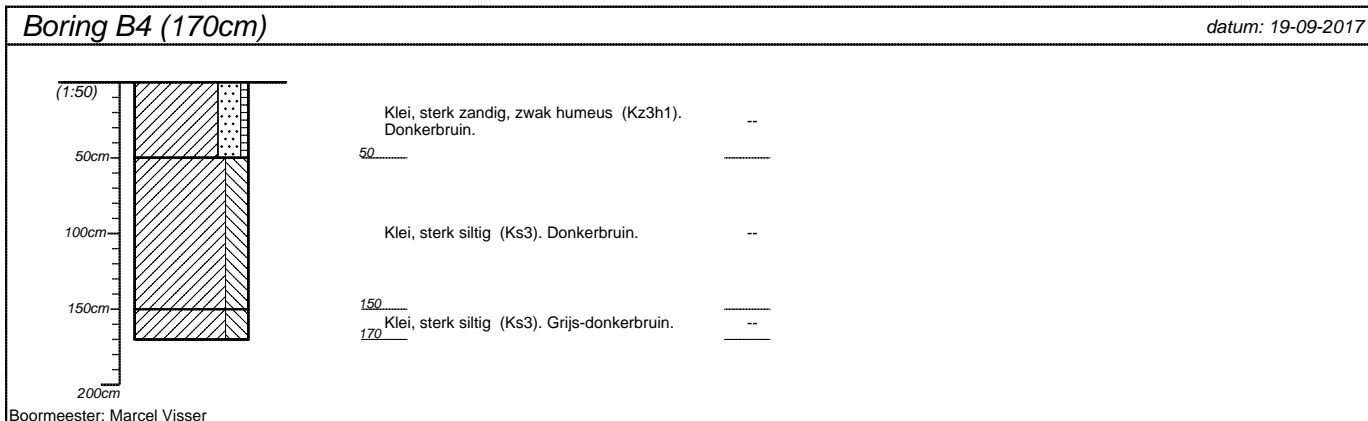 Boring B4 (170cm)
datum: 19-09-2017
(1:50)
Klei, sterk zandig, zwak humeus (Kz3h1).
Donkerbruin.
--
50cm
50
100cm
Klei, sterk siltig (Ks3). Donkerbruin.
--
150cm
150
Klei, sterk siltig (Ks3). Grijs-donkerbruin.
--
170
200cm
Boormeester: Marcel Visser